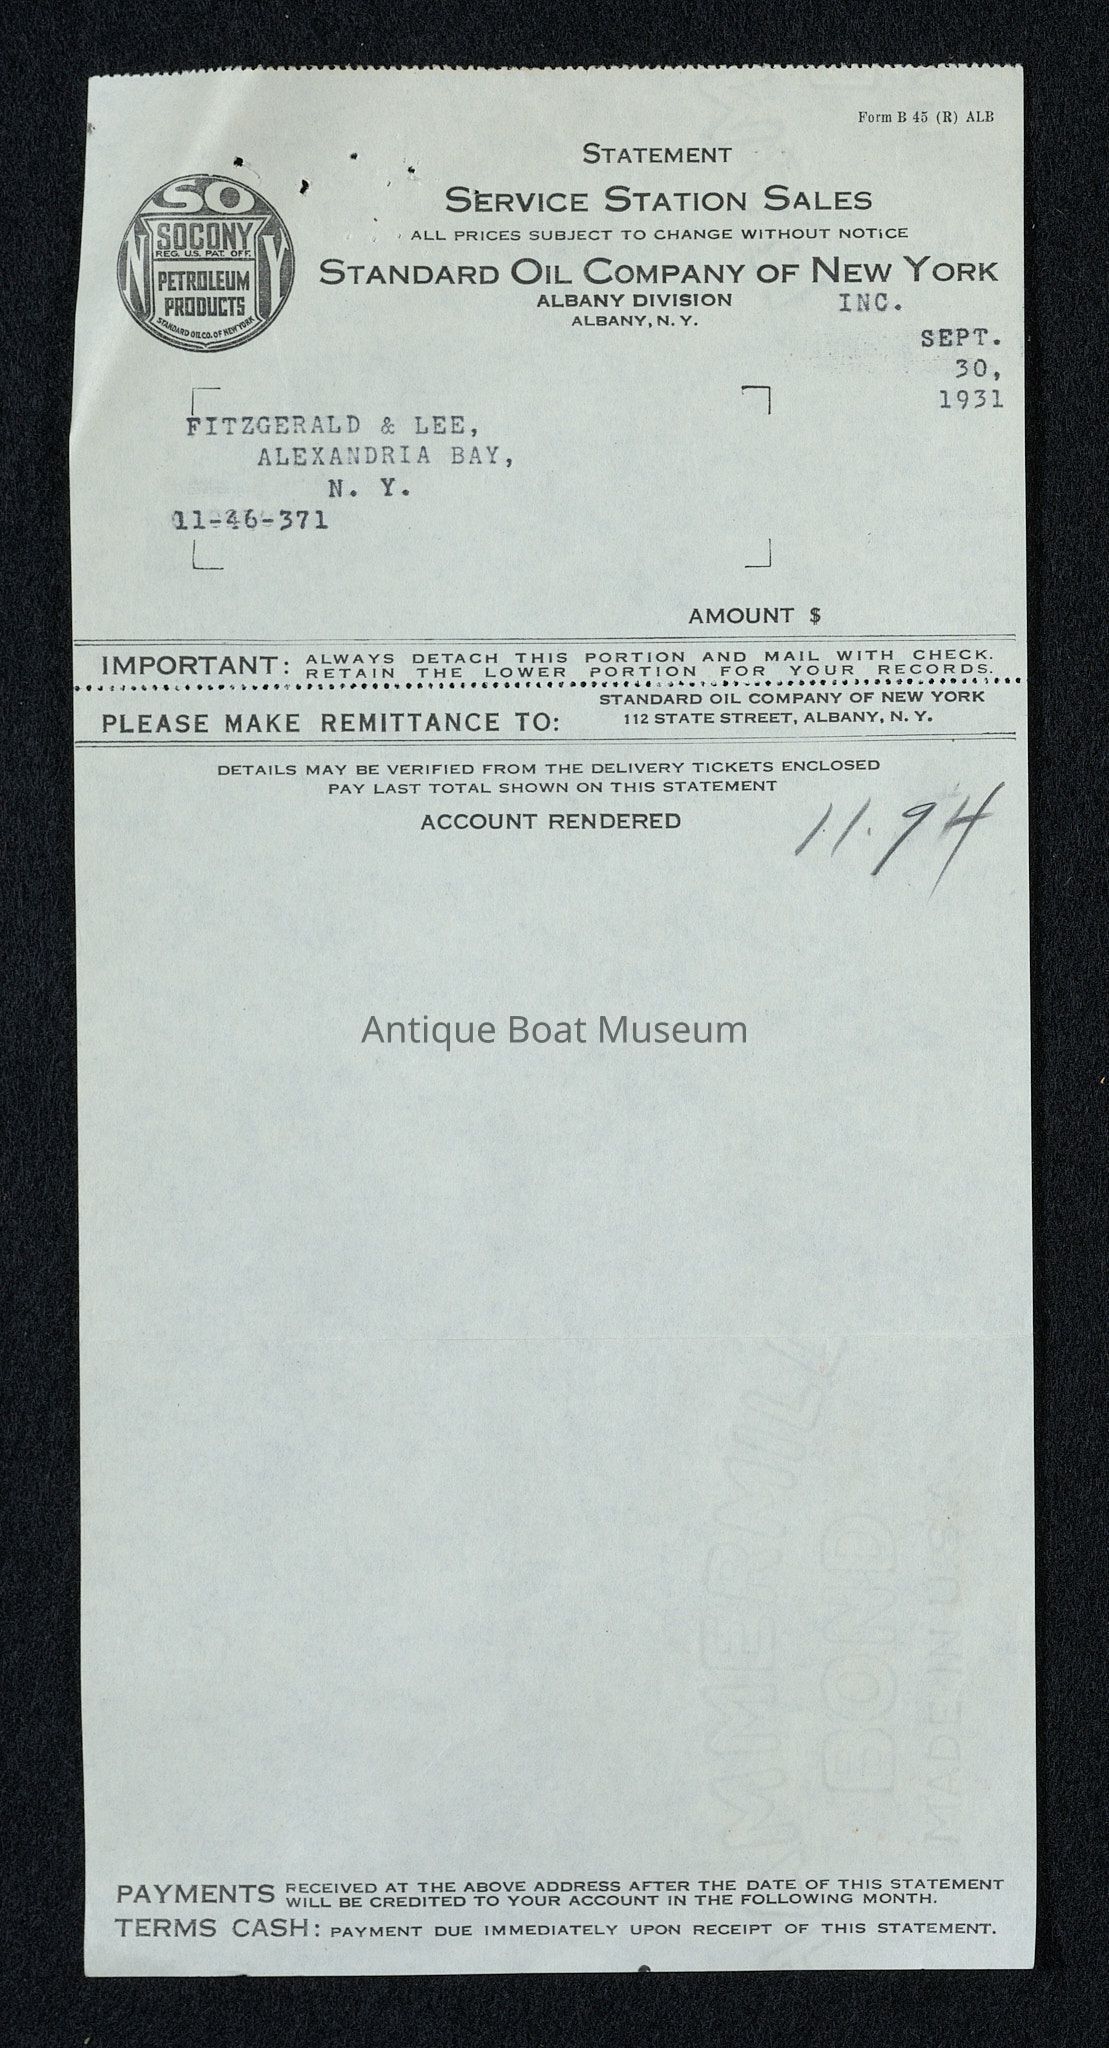 Form B 45 (R) ALB
STATEMENT
SERVICE STATION SALES
ALL PRICES SUBJECT TO CHANGE WITHOUT NOTICE
STANDARD OIL COMPANY OF NEW YORK
INC.
ALBANY DIVISION
ALBANY, N. Y.
SO
N
Y
SOCONY
REG. U.S. PAT. OFF.
PETROLEUM
PRODUCTS
STANDARD OIL CO. OF NEW YORK
SEPT.
30,
1931
FITZGERALD & LEE,
ALEXANDRIA BAY,
N. Y.
11-46-371
AMOUNT $
IMPORTANT: ALWAYS DETACH THIS PORTION AND MAIL WITH CHECK.
RETAIN THE LOWER PORTION FOR YOUR RECORDS.
PLEASE MAKE REMITTANCE TO: STANDARD OIL COMPANY OF NEW YORK
112 STATE STREET, ALBANY, N. Y.
DETAILS MAY BE VERIFIED FROM THE DELIVERY TICKETS ENCLOSED
PAY LAST TOTAL SHOWN ON THIS STATEMENT
ACCOUNT RENDERED 11.94
Antique Boat Museum
HAMMERMILL
BOND
MADE IN U.S.A.
PAYMENTS RECEIVED AT THE ABOVE ADDRESS AFTER THE DATE OF THIS STATEMENT
WILL BE CREDITED TO YOUR ACCOUNT IN THE FOLLOWING MONTH.
TERMS CASH: PAYMENT DUE IMMEDIATELY UPON RECEIPT OF THIS STATEMENT.